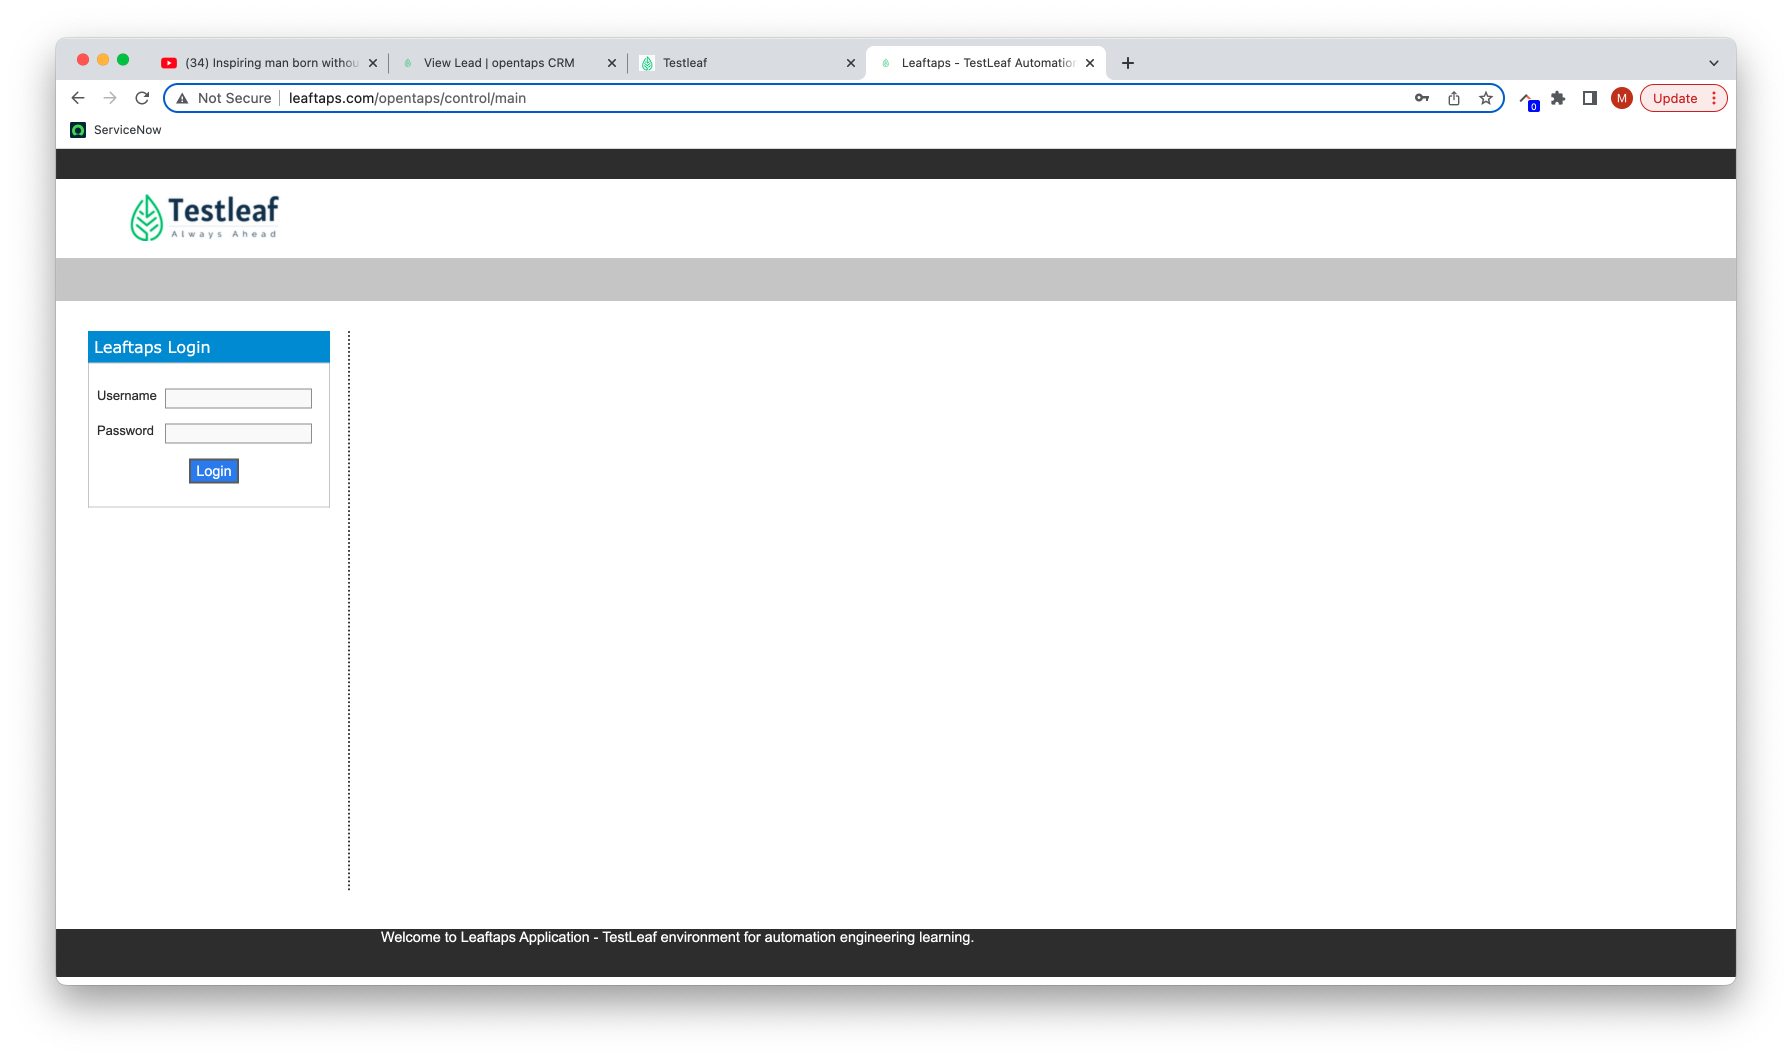 (34) Inspiring man born withou
View Lead | opentaps CRM
Testleaf
Leaftaps - TestLeaf Automatio
Not Secure
leaftaps.com/opentaps/control/main
0
M
Update
ServiceNow
Testleaf
Always Ahead
Leaftaps Login
Username
Password
Login
Welcome to Leaftaps Application - TestLeaf environment for automation engineering learning.